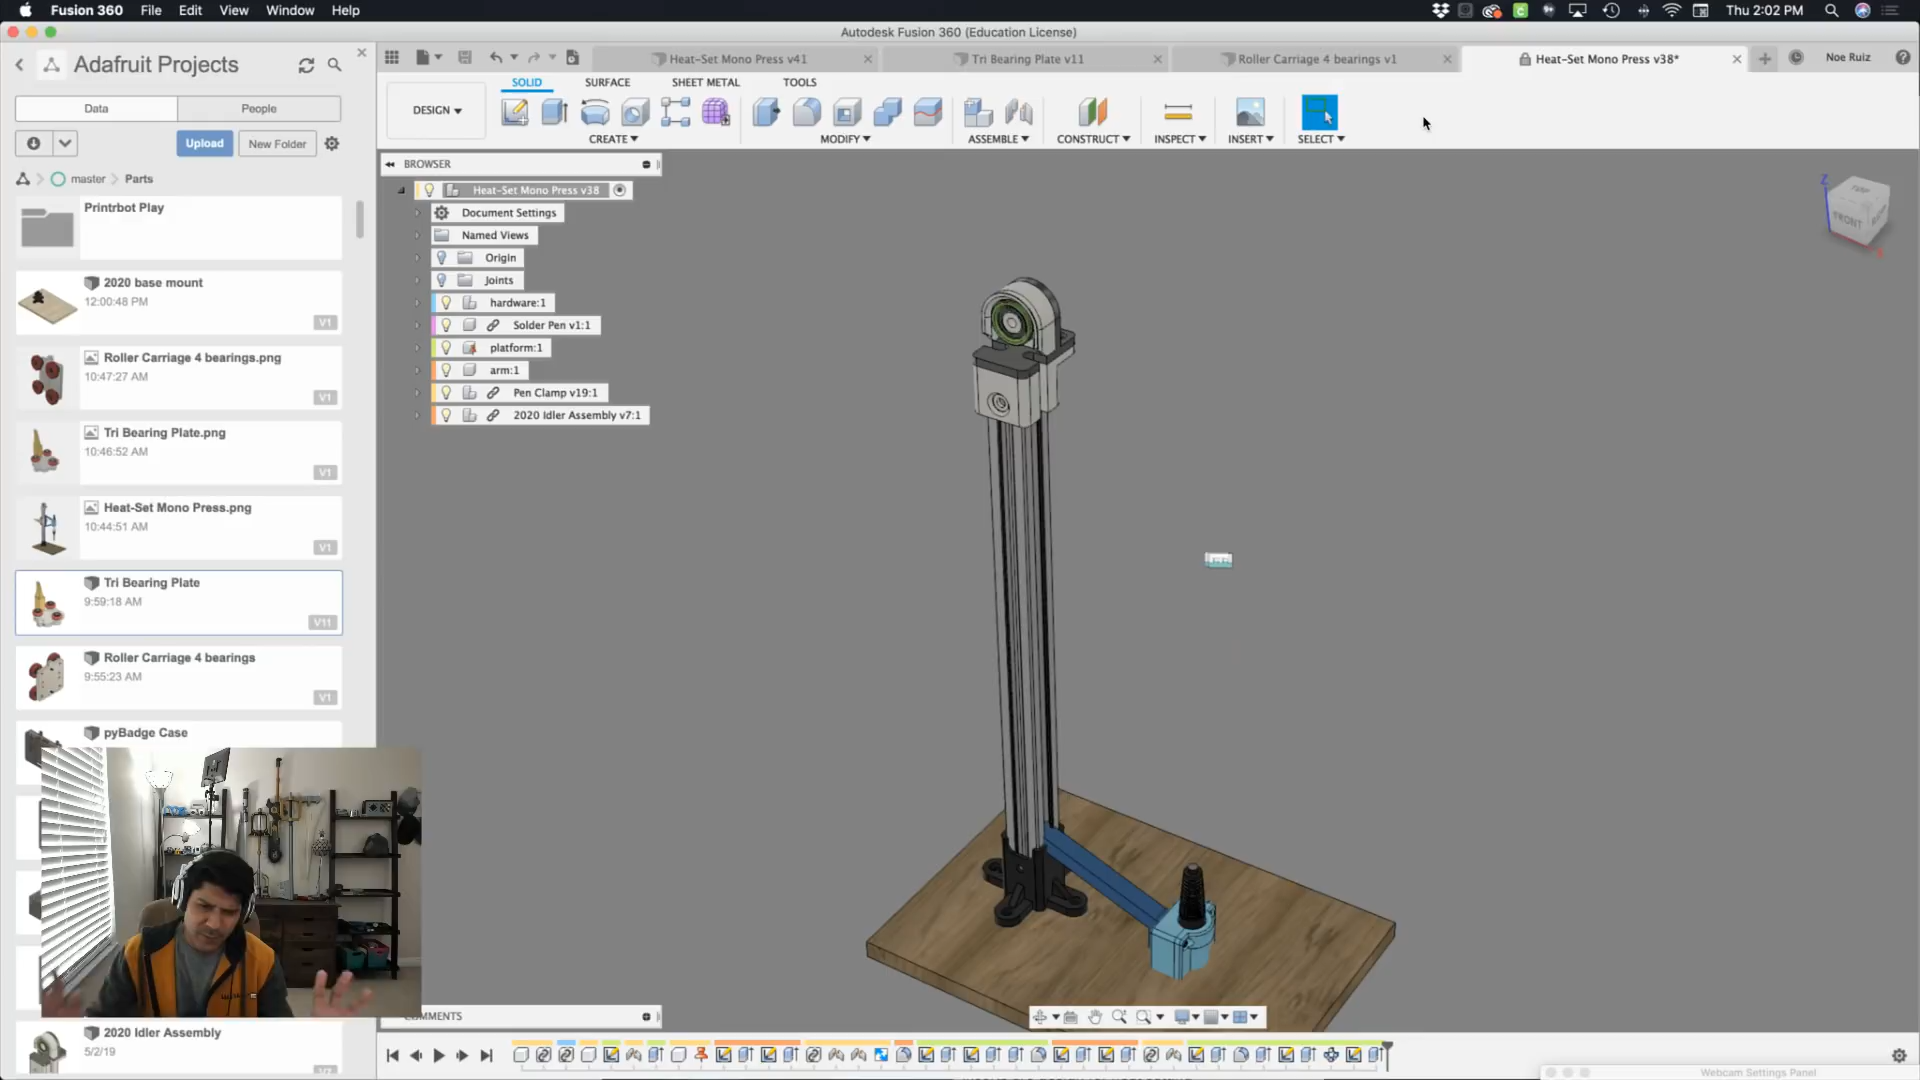 Fusion 360 File Edit View Window Help Thu 2:02 PM
Autodesk Fusion 360 (Education License)
Adafruit Projects
Heat-Set Mono Press v41 Tri Bearing Plate v11 Roller Carriage 4 bearings v1 Heat-Set Mono Press v38* Noe Ruiz
SOLID SURFACE SHEET METAL TOOLS
Data People
DESIGN
CREATE MODIFY ASSEMBLE CONSTRUCT INSPECT INSERT SELECT
Upload New Folder
BROWSER
master Parts
Heat-Set Mono Press v38
Document Settings
Named Views
Origin
Joints
hardware:1
Solder Pen v1:1
platform:1
arm:1
Pen Clamp v19:1
2020 Idler Assembly v7:1
Printrbot Play
2020 base mount
12:00:48 PM
V1
Roller Carriage 4 bearings.png
10:47:27 AM
V1
Tri Bearing Plate.png
10:46:52 AM
V1
Heat-Set Mono Press.png
10:44:51 AM
V1
Tri Bearing Plate
9:59:18 AM
V11
Roller Carriage 4 bearings
9:55:23 AM
V1
pyBadge Case
2020 Idler Assembly
5/2/19
Z
FRONT
X
COMMENTS
Webcam Settings Panel